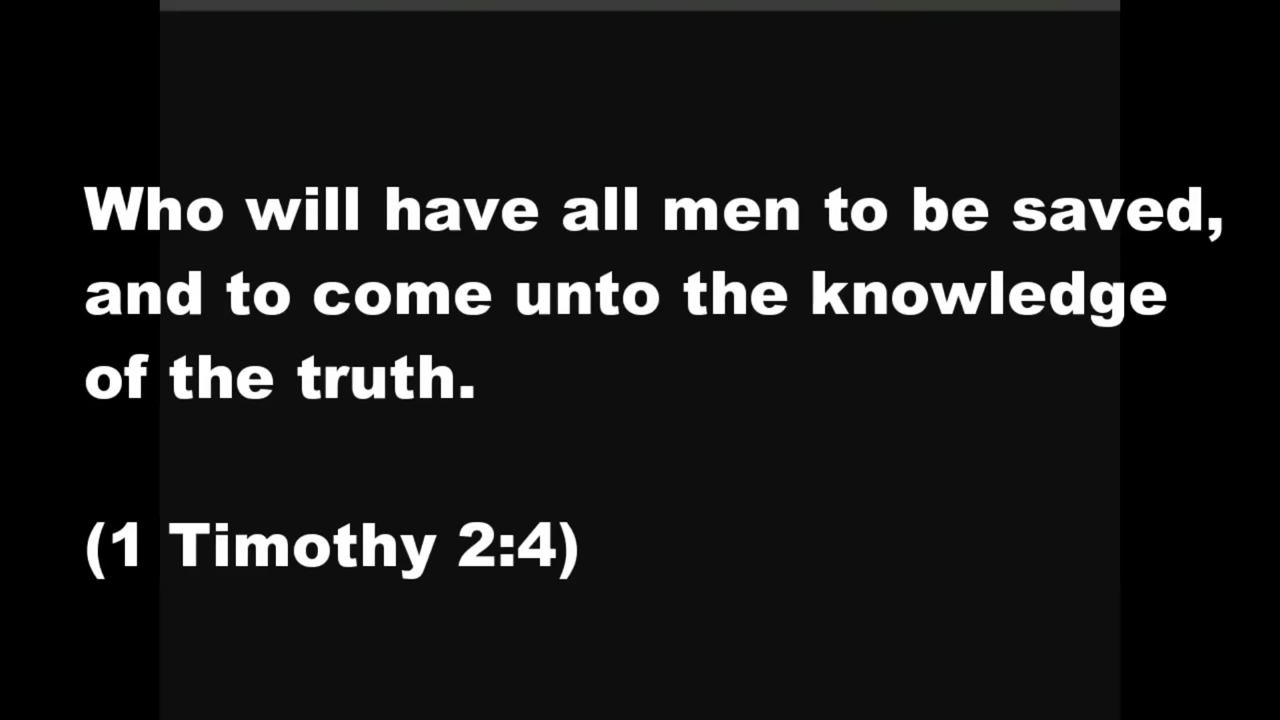 Who will have all men to be saved,
and to come unto the knowledge
of the truth.
(1 Timothy 2:4)